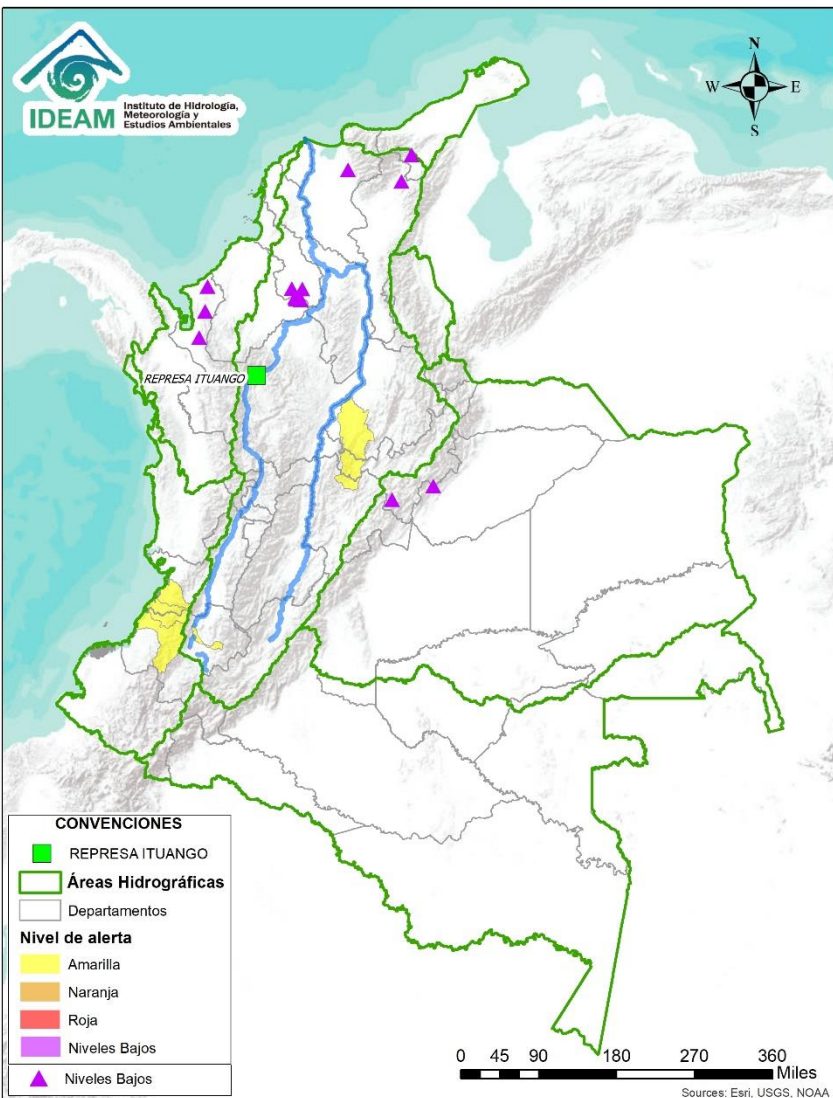 IDEAM
Instituto de Hidrología,
Meteorología y
Estudios Ambientales
N
W
E
S
REPRESA ITUANGO
CONVENCIONES
REPRESA ITUANGO
Áreas Hidrográficas
Departamentos
Nivel de alerta
Amarilla
Naranja
Roja
Niveles Bajos
Niveles Bajos
0 45 90 180 270 360
Miles
Sources: Esri, USGS, NOAA